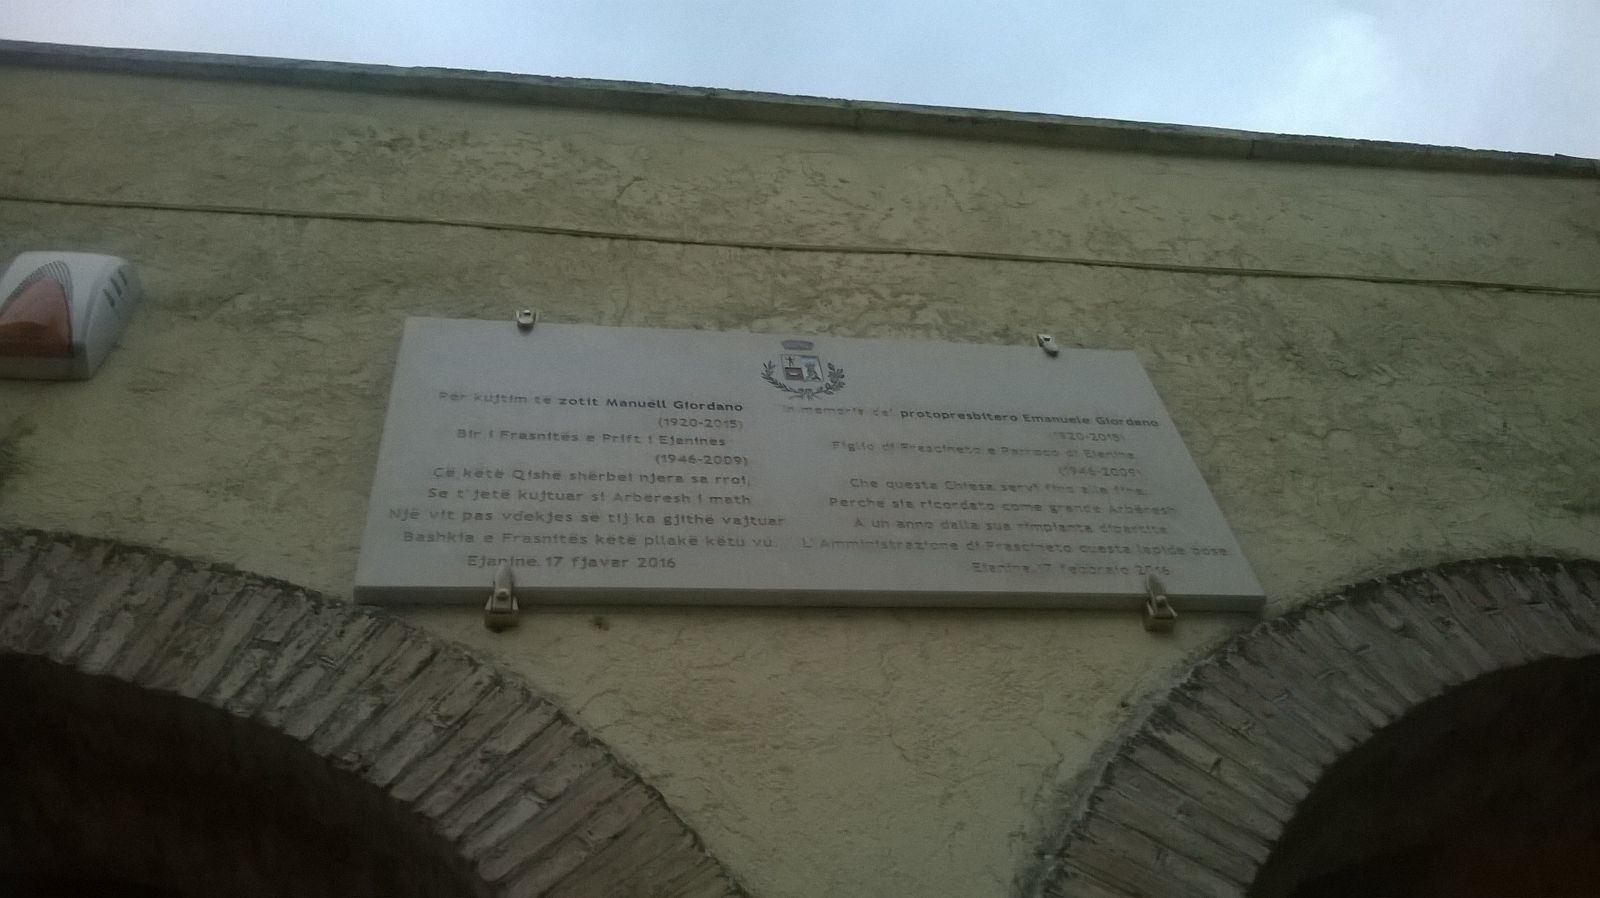 Për kujtim të zotit Manuell Giordano
(1920-2015)
Bir i Frasnitës e Prift i Ejanines
(1946-2009)
Çë këtë Qishë shërbei njera sa rroi,
Se t'jetë kujtuar si Arbëresh i math
Një vit pas vdekjes së tij ka gjithë vajtuar
Bashkia e Frasnitës këtë pllakë këtu vu.
Ejanine, 17 fjavar 2016
In memoria del protopresbitero Emanuele Giordano
(1920-2015)
Figlio di Frascineto e Parroco di Ejanina
(1946-2009)
Che questa Chiesa servì fino alla fine,
Perchè sia ricordato come grande Arbëresh
A un anno dalla sua rimpianta dipartita
L'Amministrazione di Frascineto questa lapide pose.
Ejanina, 17 febbraio 2016